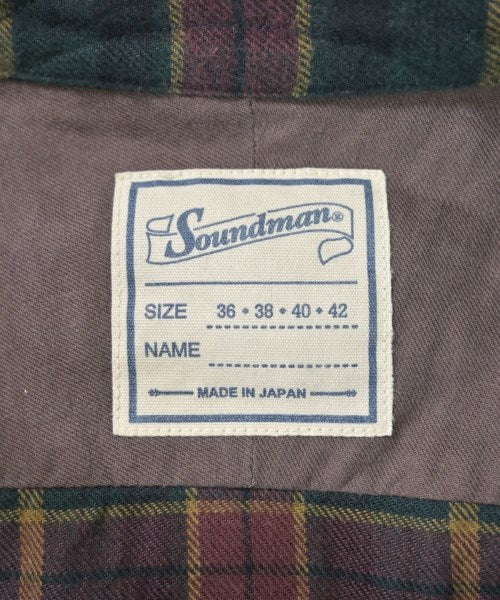 Soundman®
SIZE 36 • 38 • 40 • 42
NAME
MADE IN JAPAN